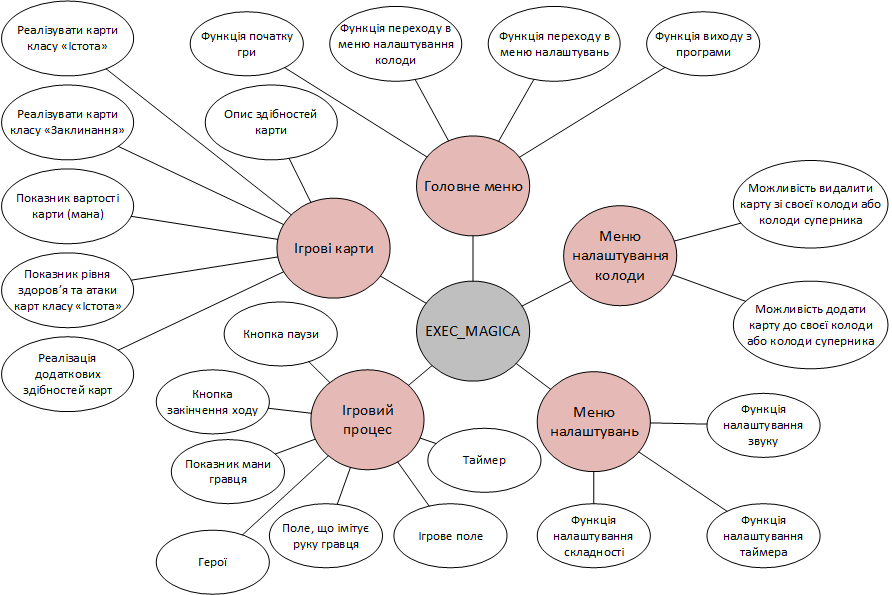 Реалізувати карти
класу «Істота»
Функція початку
гри
Функція переходу в
меню налаштування
колоди
Функція переходу в
меню налаштувань
Функція виходу з
програми
Реалізувати карти
класу «Заклинання»
Опис здібностей
карти
Головне меню
Показник вартості
карти (мана)
Ігрові карти
Меню
налаштування
колоди
Можливість видалити
карту зі своєї колоди або
колоди суперника
Показник рівня
здоров’я та атаки
карт класу «Істота»
Можливість додати
карту до своєї колоди
або колоди суперника
EXEC_MAGICA
Кнопка паузи
Реалізація
додаткових
здібностей карт
Кнопка
закінчення ходу
Ігровий
процес
Меню
налаштувань
Функція
налаштування
звуку
Показник мани
гравця
Таймер
Герої
Поле, що імітує
руку гравця
Ігрове поле
Функція
налаштування
складності
Функція
налаштування
таймера